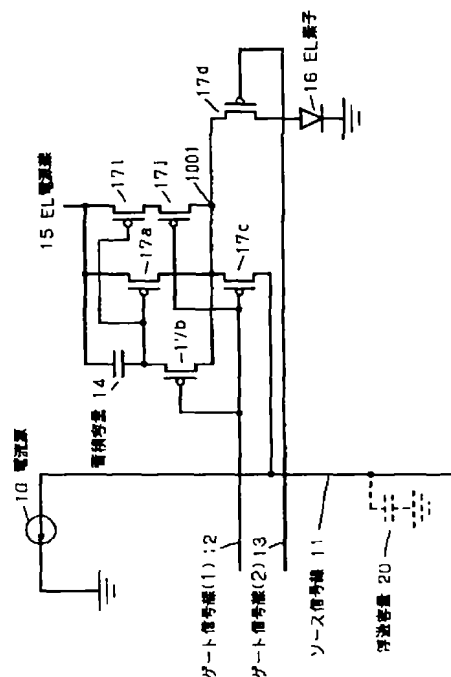 10 電流源
15 EL電源線
蓄積容量 14
17i
17j
17a
17b
17c
17d
1001
16 EL素子
ゲート信号線(1) 12
ゲート信号線(2) 13
ソース信号線 11
浮遊容量 20